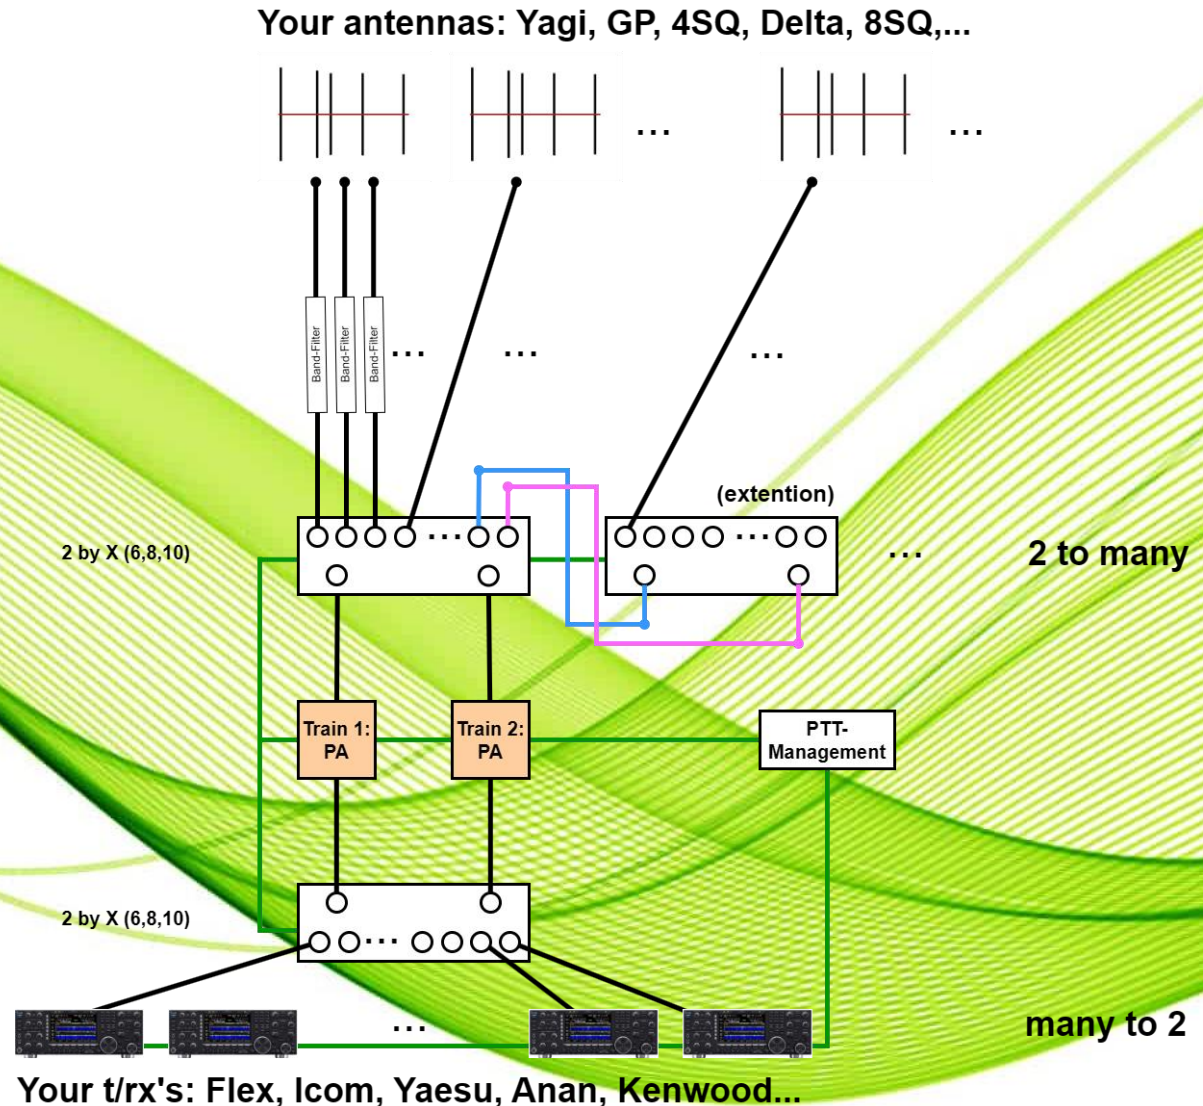 Your antennas: Yagi, GP, 4SQ, Delta, 8SQ,...
...
...
Band-Filter
Band-Filter
Band-Filter
...
...
...
(extention)
2 by X (6,8,10)
...
...
...
2 to many
Train 1:
PA
Train 2:
PA
PTT-
Management
2 by X (6,8,10)
...
...
many to 2
Your t/rx's: Flex, Icom, Yaesu, Anan, Kenwood...